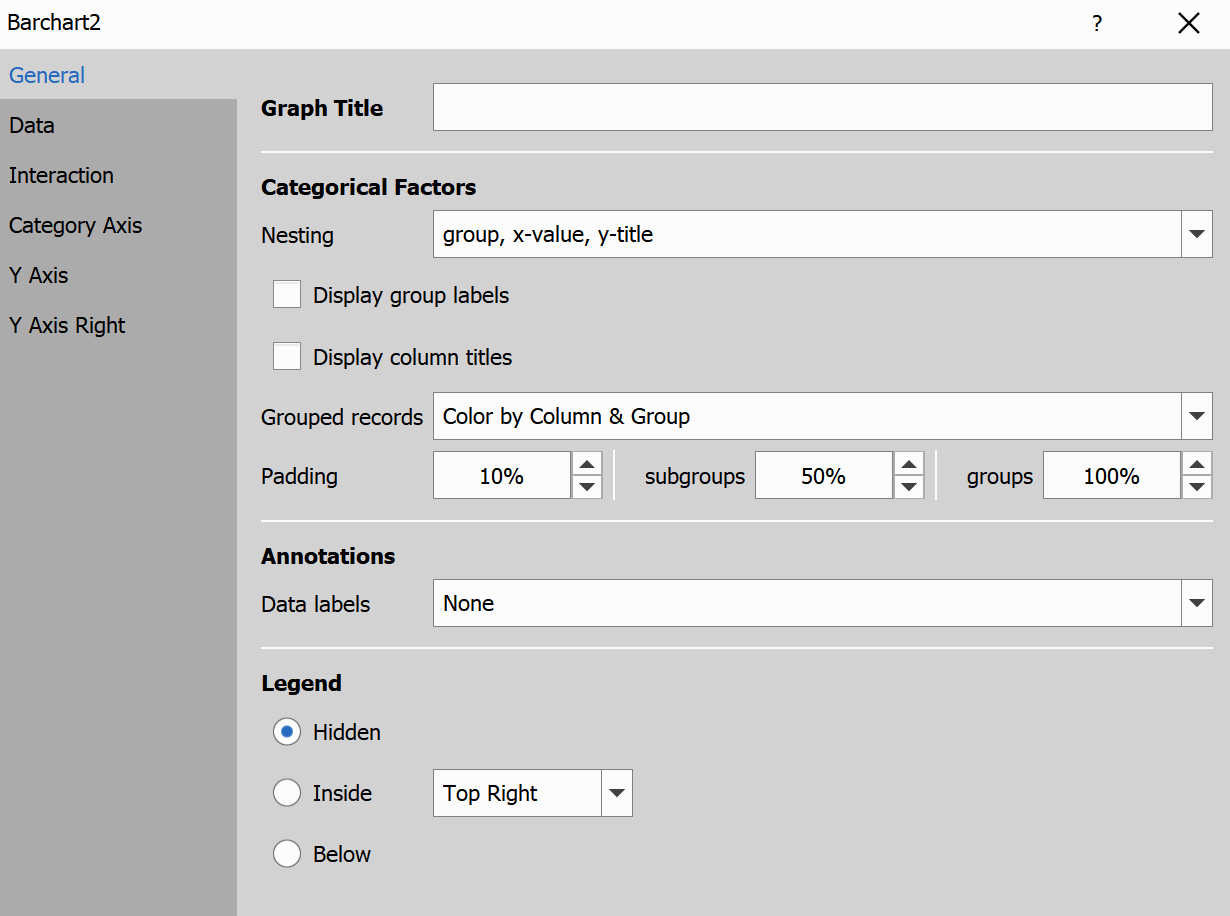 Barchart2 ?
General
Data
Interaction
Category Axis
Y Axis
Y Axis Right
Graph Title
Categorical Factors
Nesting group, x-value, y-title
Display group labels
Display column titles
Grouped records Color by Column & Group
Padding 10% subgroups 50% groups 100%
Annotations
Data labels None
Legend
Hidden
Inside Top Right
Below